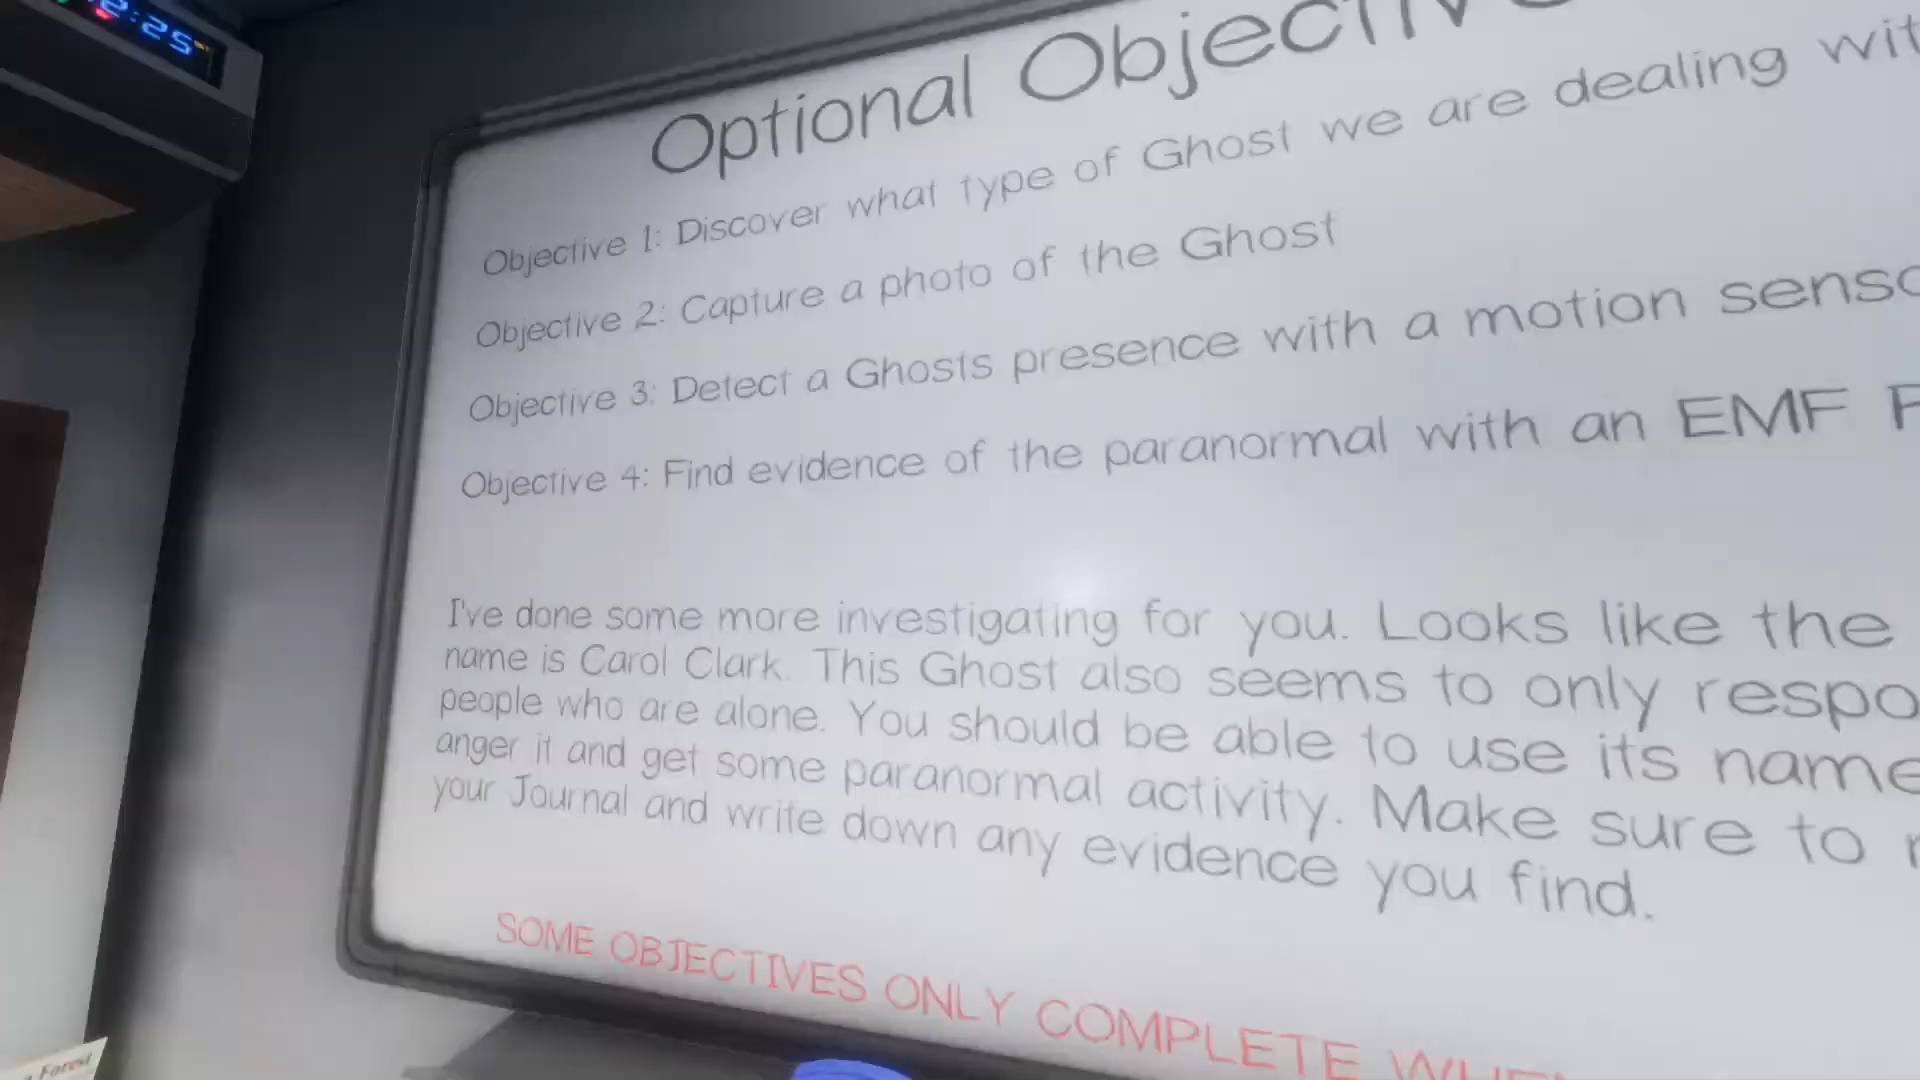 2:25
Optional
Objective 1: Discover what type of Ghost we are dealing
Objective 2: Capture a photo of the Ghost
Objective 3: Detect a Ghosts presence with a motion
Objective 4: Find evidence of the paranormal with an EMF
I've done some more investigating for you. Looks like the
name is Carol Clark. This Ghost also seems to only
people who are alone. You should be able to use its name
anger it and get some paranormal activity. Make sure to
your Journal and write down any evidence you find.
SOME OBJECTIVES ONLY COMPLETE
Forest